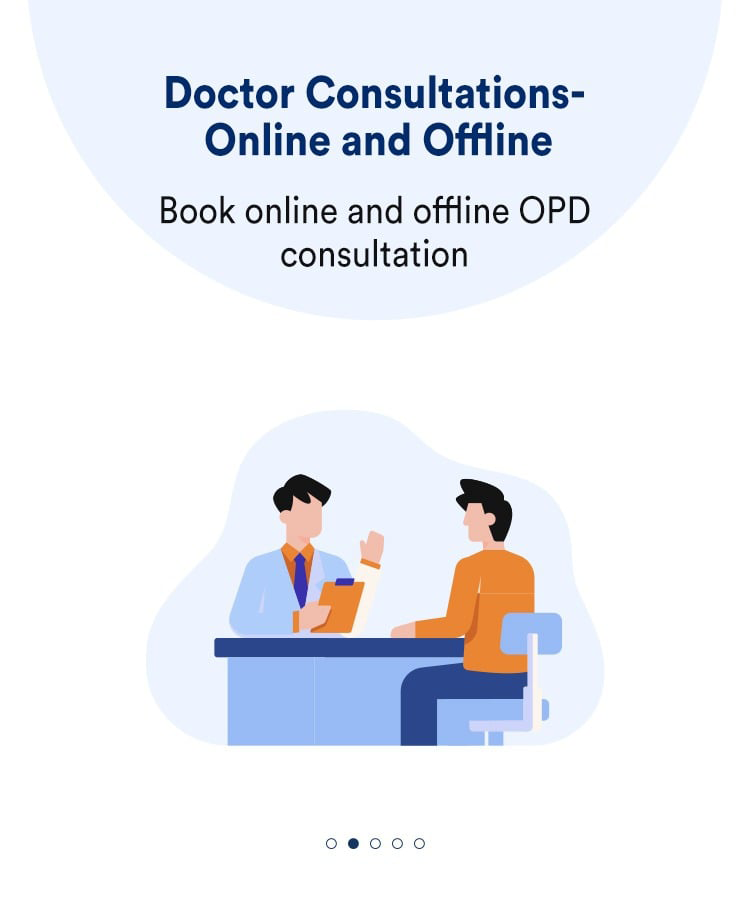 Doctor Consultations-
Online and Offline
Book online and offline OPD
consultation